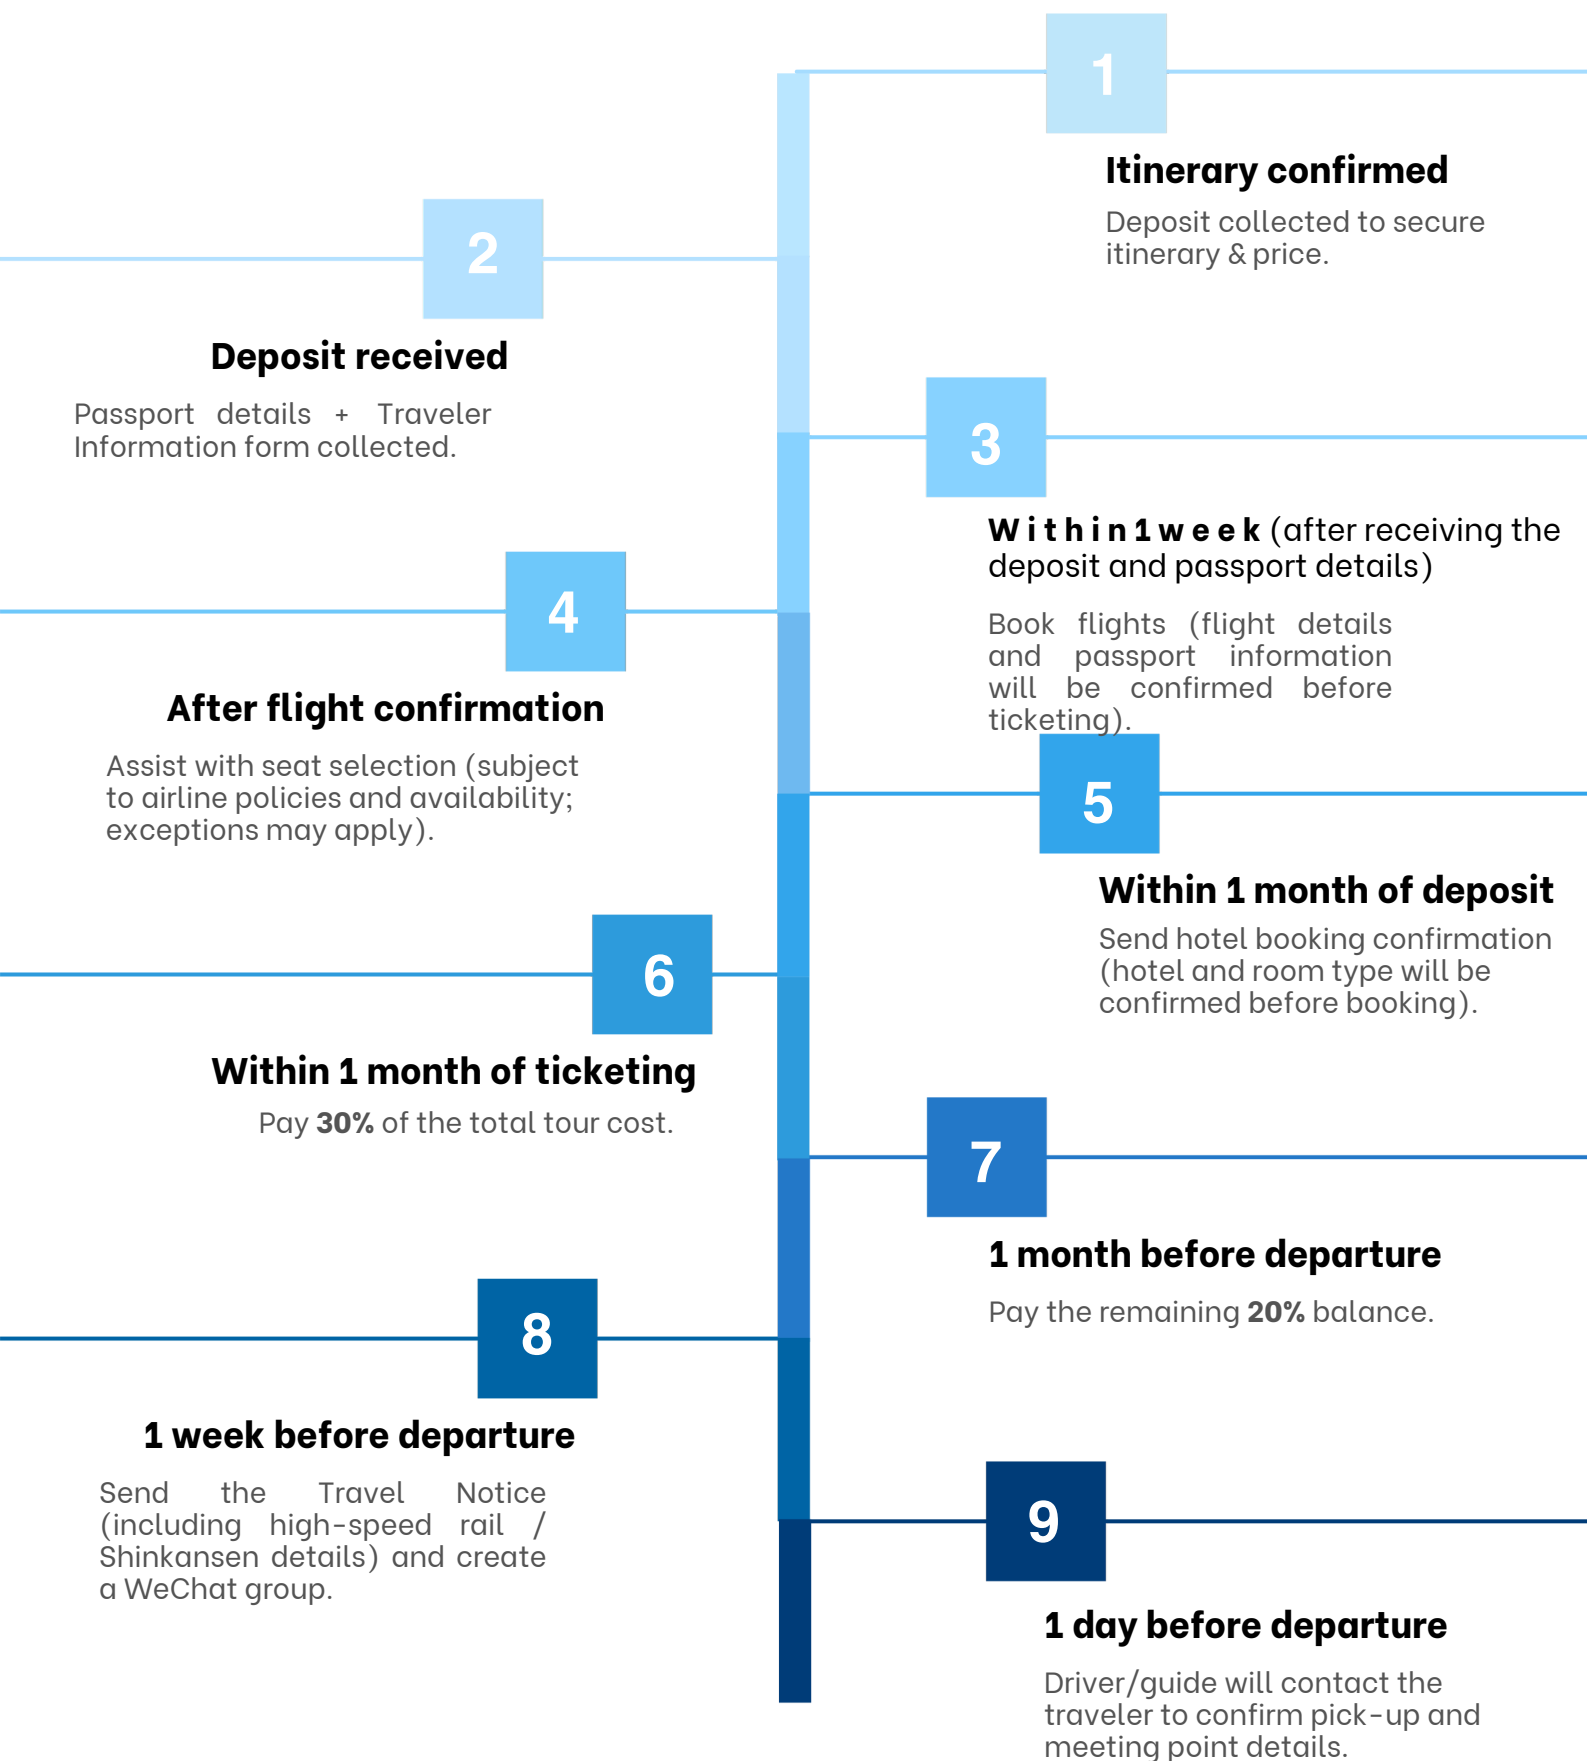 1
Itinerary confirmed
Deposit collected to secure
itinerary & price.
2
Deposit received
Passport details + Traveler
Information form collected.
3
Within1week (after receiving the
deposit and passport details)
Book flights (flight details
and passport information
will be confirmed before
ticketing).
4
After flight confirmation
Assist with seat selection (subject
to airline policies and availability;
exceptions may apply).
5
Within 1 month of deposit
Send hotel booking confirmation
(hotel and room type will be
confirmed before booking).
6
Within 1 month of ticketing
Pay 30% of the total tour cost.
7
1 month before departure
Pay the remaining 20% balance.
8
1 week before departure
Send the Travel Notice
(including high-speed rail /
Shinkansen details) and create
a WeChat group.
9
1 day before departure
Driver/guide will contact the
traveler to confirm pick-up and
meeting point details.